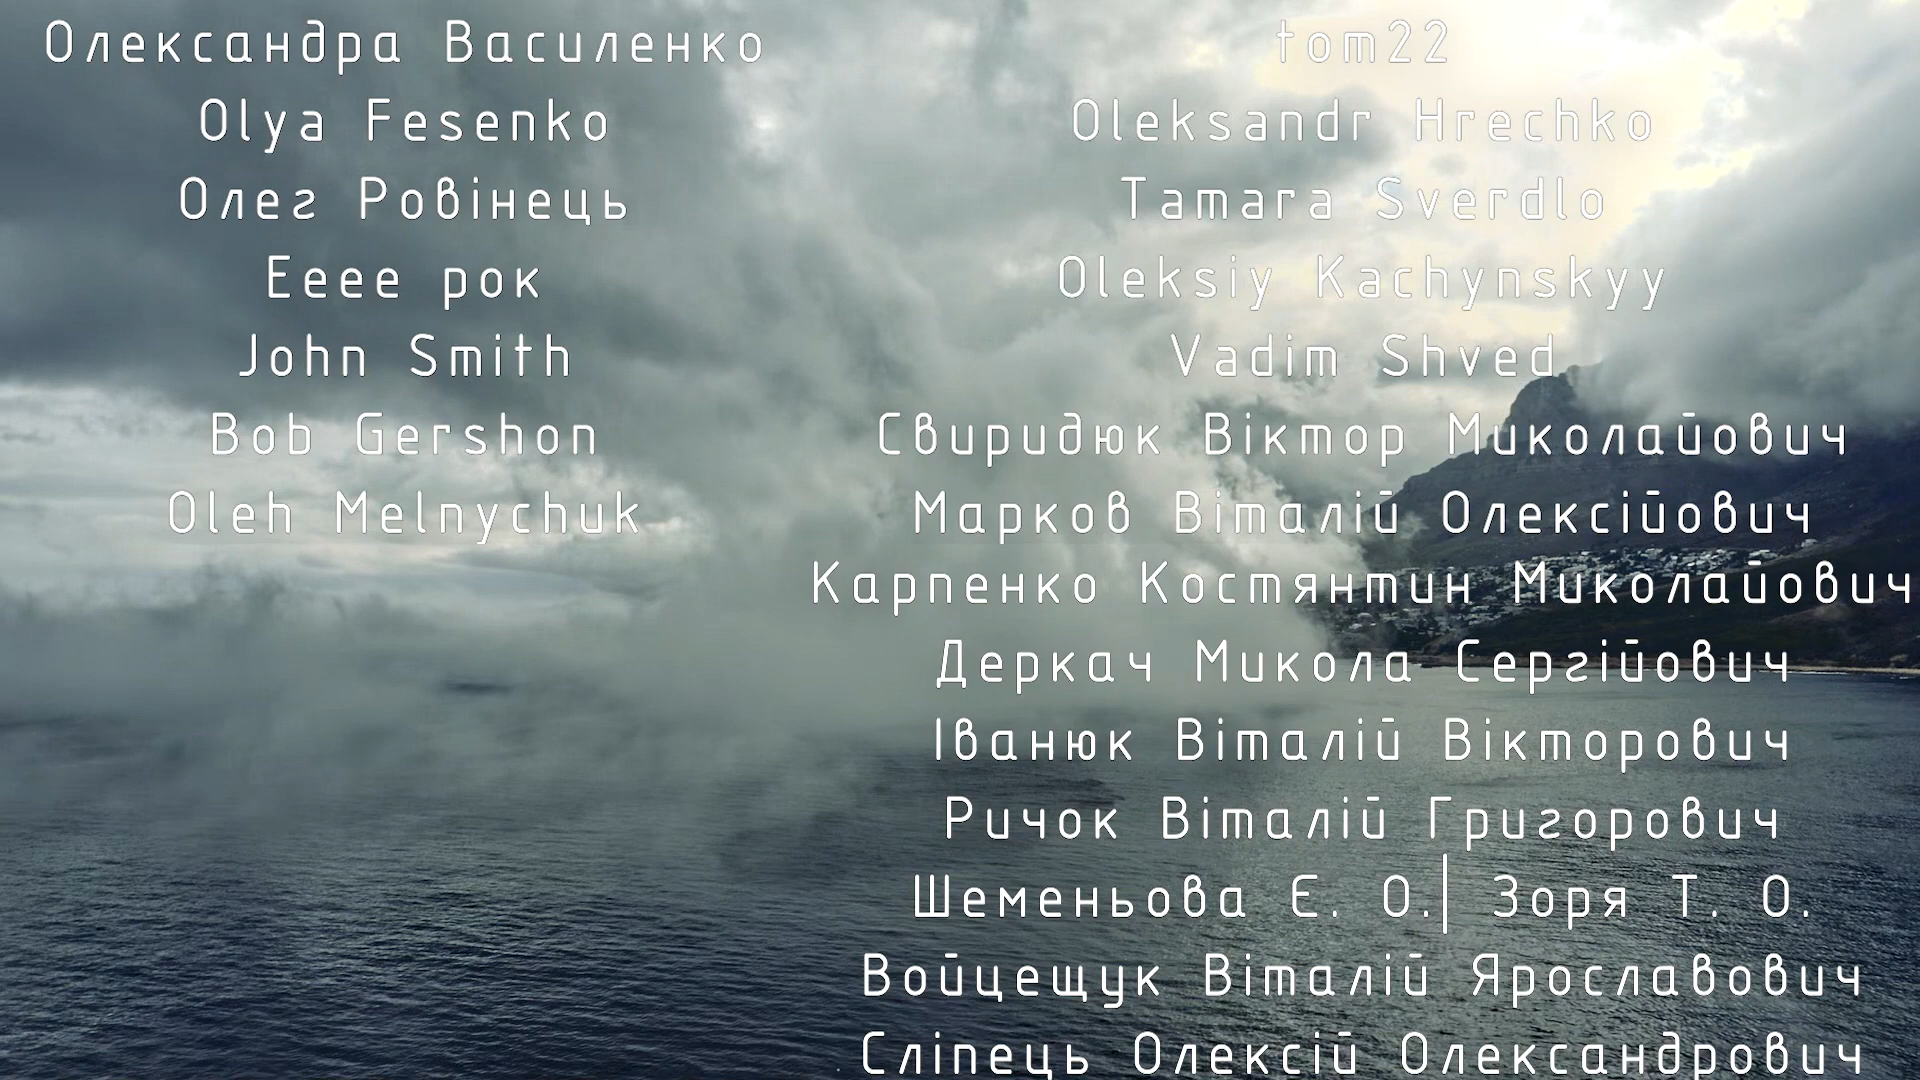 Олександра Василенко
Olya Fesenko
Олег Ровінець
Ееее рок
John Smith
Bob Gershon
Oleh Melnychuk
tom22
Oleksandr Hrechko
Tamara Sverdlo
Oleksiy Kachynskyy
Vadim Shved
Свиридюк Віктор Миколайович
Марков Віталій Олексійович
Карпенко Костянтин Миколайович
Деркач Микола Сергійович
Іванюк Віталій Вікторович
Ричок Віталій Григорович
Шеменьова Є. О.| Зоря Т. О.
Войцещук Віталій Ярославович
Сліпець Олексій Олександрович